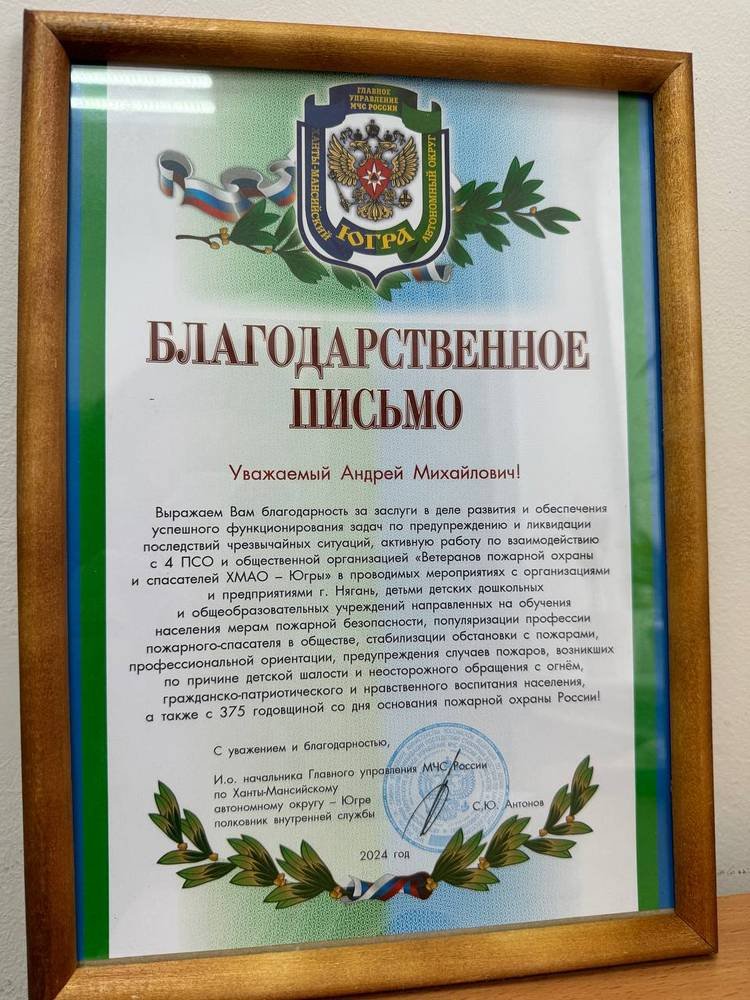 ГЛАВНОЕ
УПРАВЛЕНИЕ
МЧС РОССИИ
ХАНТЫ-МАНСИЙСКИЙ
АВТОНОМНЫЙ ОКРУГ
ЮГРА
БЛАГОДАРСТВЕННОЕ
ПИСЬМО
Уважаемый Андрей Михайлович!
Выражаем Вам благодарность за заслуги в деле развития и обеспечения
успешного функционирования задач по предупреждению и ликвидации
последствий чрезвычайных ситуаций, активную работу по взаимодействию
с 4 ПСО и общественной организацией «Ветеранов пожарной охраны
и спасателей ХМАО – Югры» в проводимых мероприятиях с организациями
и предприятиями г. Нягань, детьми детских дошкольных
и общеобразовательных учреждений направленных на обучения
населения мерам пожарной безопасности, популяризации профессии
пожарного-спасателя в обществе, стабилизации обстановки с пожарами,
профессиональной ориентации, предупреждения случаев пожаров, возникших
по причине детской шалости и неосторожного обращения с огнём,
гражданско-патриотического и нравственного воспитания населения,
а также с 375 годовщиной со дня основания пожарной охраны России!
С уважением и благодарностью,
И.о. начальника Главного управления МЧС России
по Ханты-Мансийскому
автономному округу – Югре
полковник внутренней службы
С.Ю. Антонов
2024 год